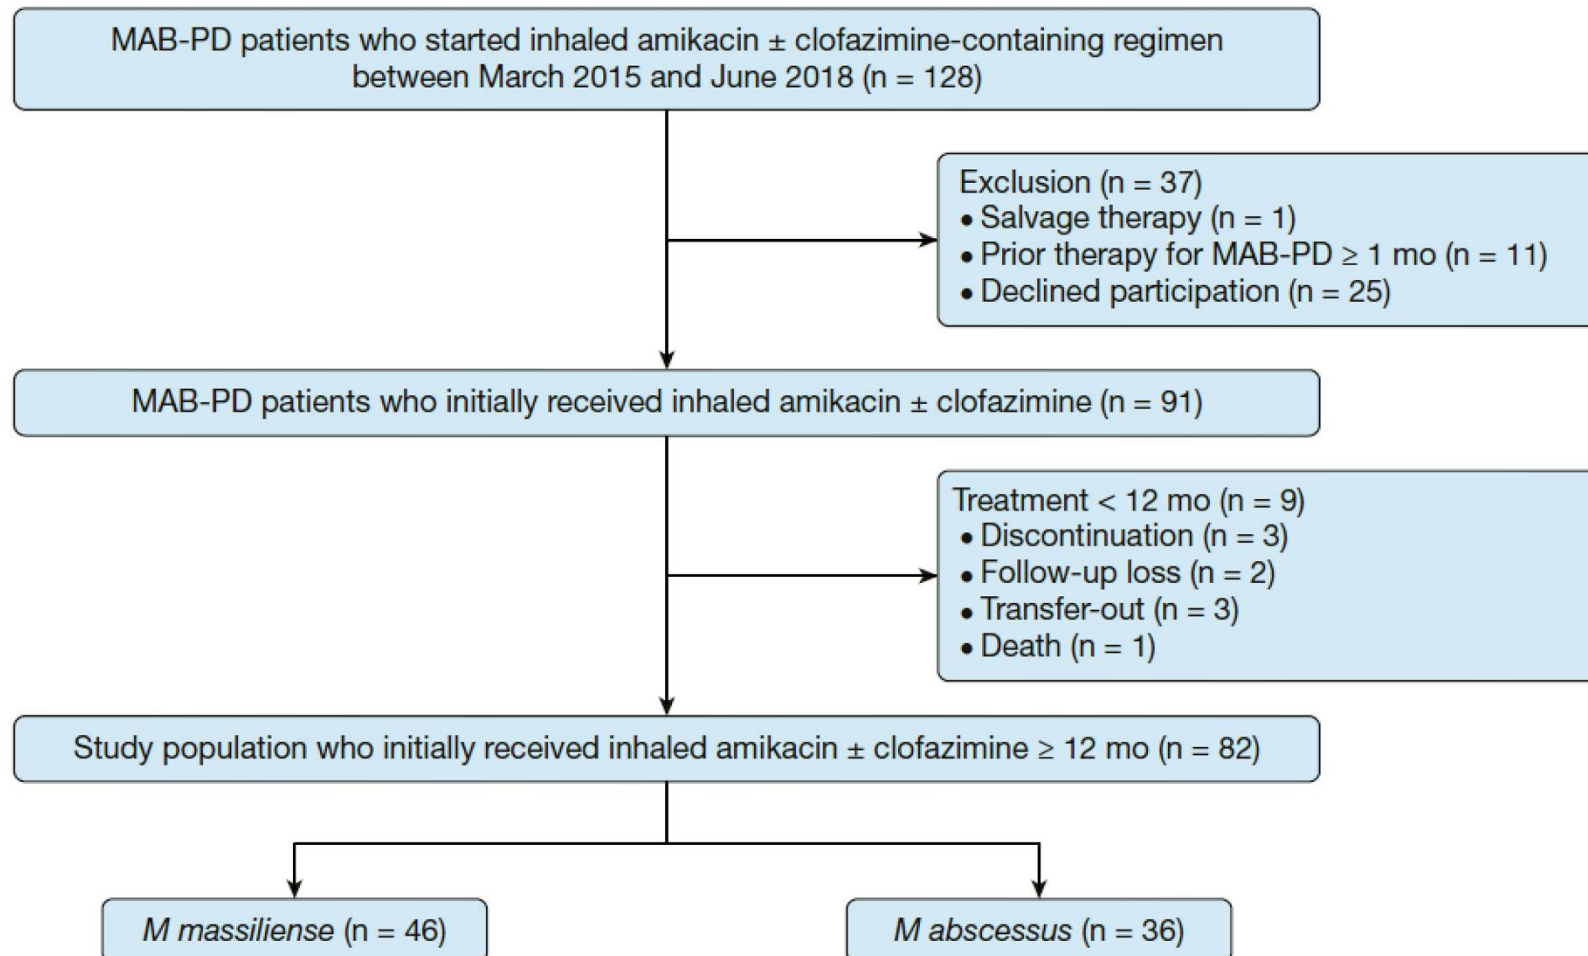 MAB-PD patients who started inhaled amikacin ± clofazimine-containing regimen
between March 2015 and June 2018 (n = 128)
Exclusion (n = 37)
• Salvage therapy (n = 1)
• Prior therapy for MAB-PD ≥ 1 mo (n = 11)
• Declined participation (n = 25)
MAB-PD patients who initially received inhaled amikacin ± clofazimine (n = 91)
Treatment < 12 mo (n = 9)
• Discontinuation (n = 3)
• Follow-up loss (n = 2)
• Transfer-out (n = 3)
• Death (n = 1)
Study population who initially received inhaled amikacin ± clofazimine ≥ 12 mo (n = 82)
M massiliense (n = 46)
M abscessus (n = 36)